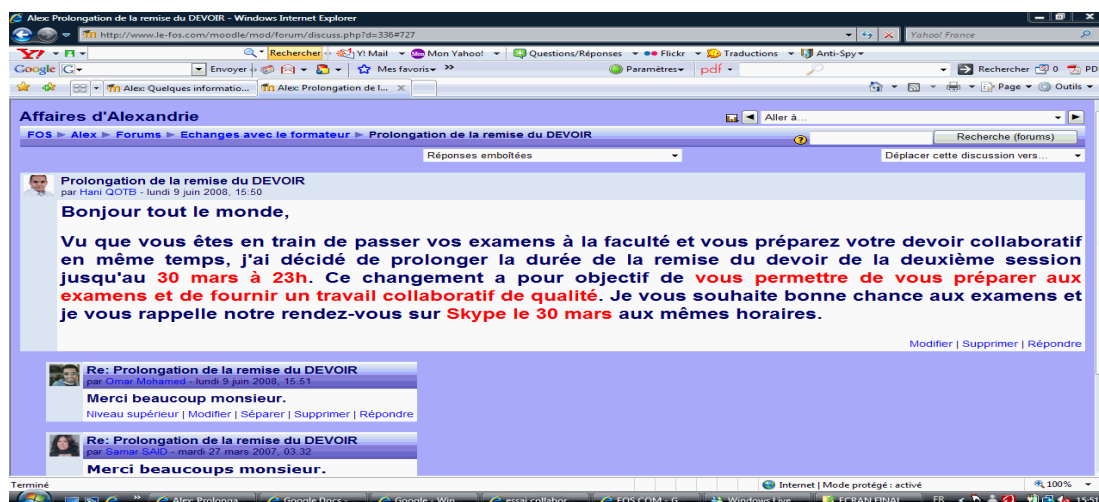 Alex: Prolongation de la remise du DEVOIR - Windows Internet Explorer
http://www.le-fos.com/moodle/mod/forum/discuss.php?d=336#727
Yahoo! France
Rechercher Y! Mail Mon Yahoo! Questions/Réponses Flickr Traductions Anti-Spy
Google G Envoyer Mes favoris » Paramètres pdf Rechercher 0 PD
Alex: Quelques informatio... Alex: Prolongation de l... Page Outils
Affaires d'Alexandrie
Aller à...
FOS ► Alex ► Forums ► Echanges avec le formateur ► Prolongation de la remise du DEVOIR
Recherche (forums)
Réponses emboîtées
Déplacer cette discussion vers...
Prolongation de la remise du DEVOIR
par Hani QOTB - lundi 9 juin 2008, 15:50
Bonjour tout le monde,
Vu que vous êtes en train de passer vos examens à la faculté et vous préparez votre devoir collaboratif
en même temps, j'ai décidé de prolonger la durée de la remise du devoir de la deuxième session
jusqu'au 30 mars à 23h. Ce changement a pour objectif de vous permettre de vous préparer aux
examens et de fournir un travail collaboratif de qualité. Je vous souhaite bonne chance aux examens et
je vous rappelle notre rendez-vous sur Skype le 30 mars aux mêmes horaires.
Modifier | Supprimer | Répondre
Re: Prolongation de la remise du DEVOIR
par Omar Mohamed - lundi 9 juin 2008, 15:51
Merci beaucoup monsieur.
Niveau supérieur | Modifier | Séparer | Supprimer | Répondre
Re: Prolongation de la remise du DEVOIR
par Samar SAID - mardi 27 mars 2007, 03:32
Merci beaucoups monsieur.
Terminé
Internet | Mode protégé : activé
100%
Alex: Prolonga... Google Docs - ... Google - Win... essai collabor... FOS.COM - G... Windows Live ... ECRAN FINAL ... FR 15:51